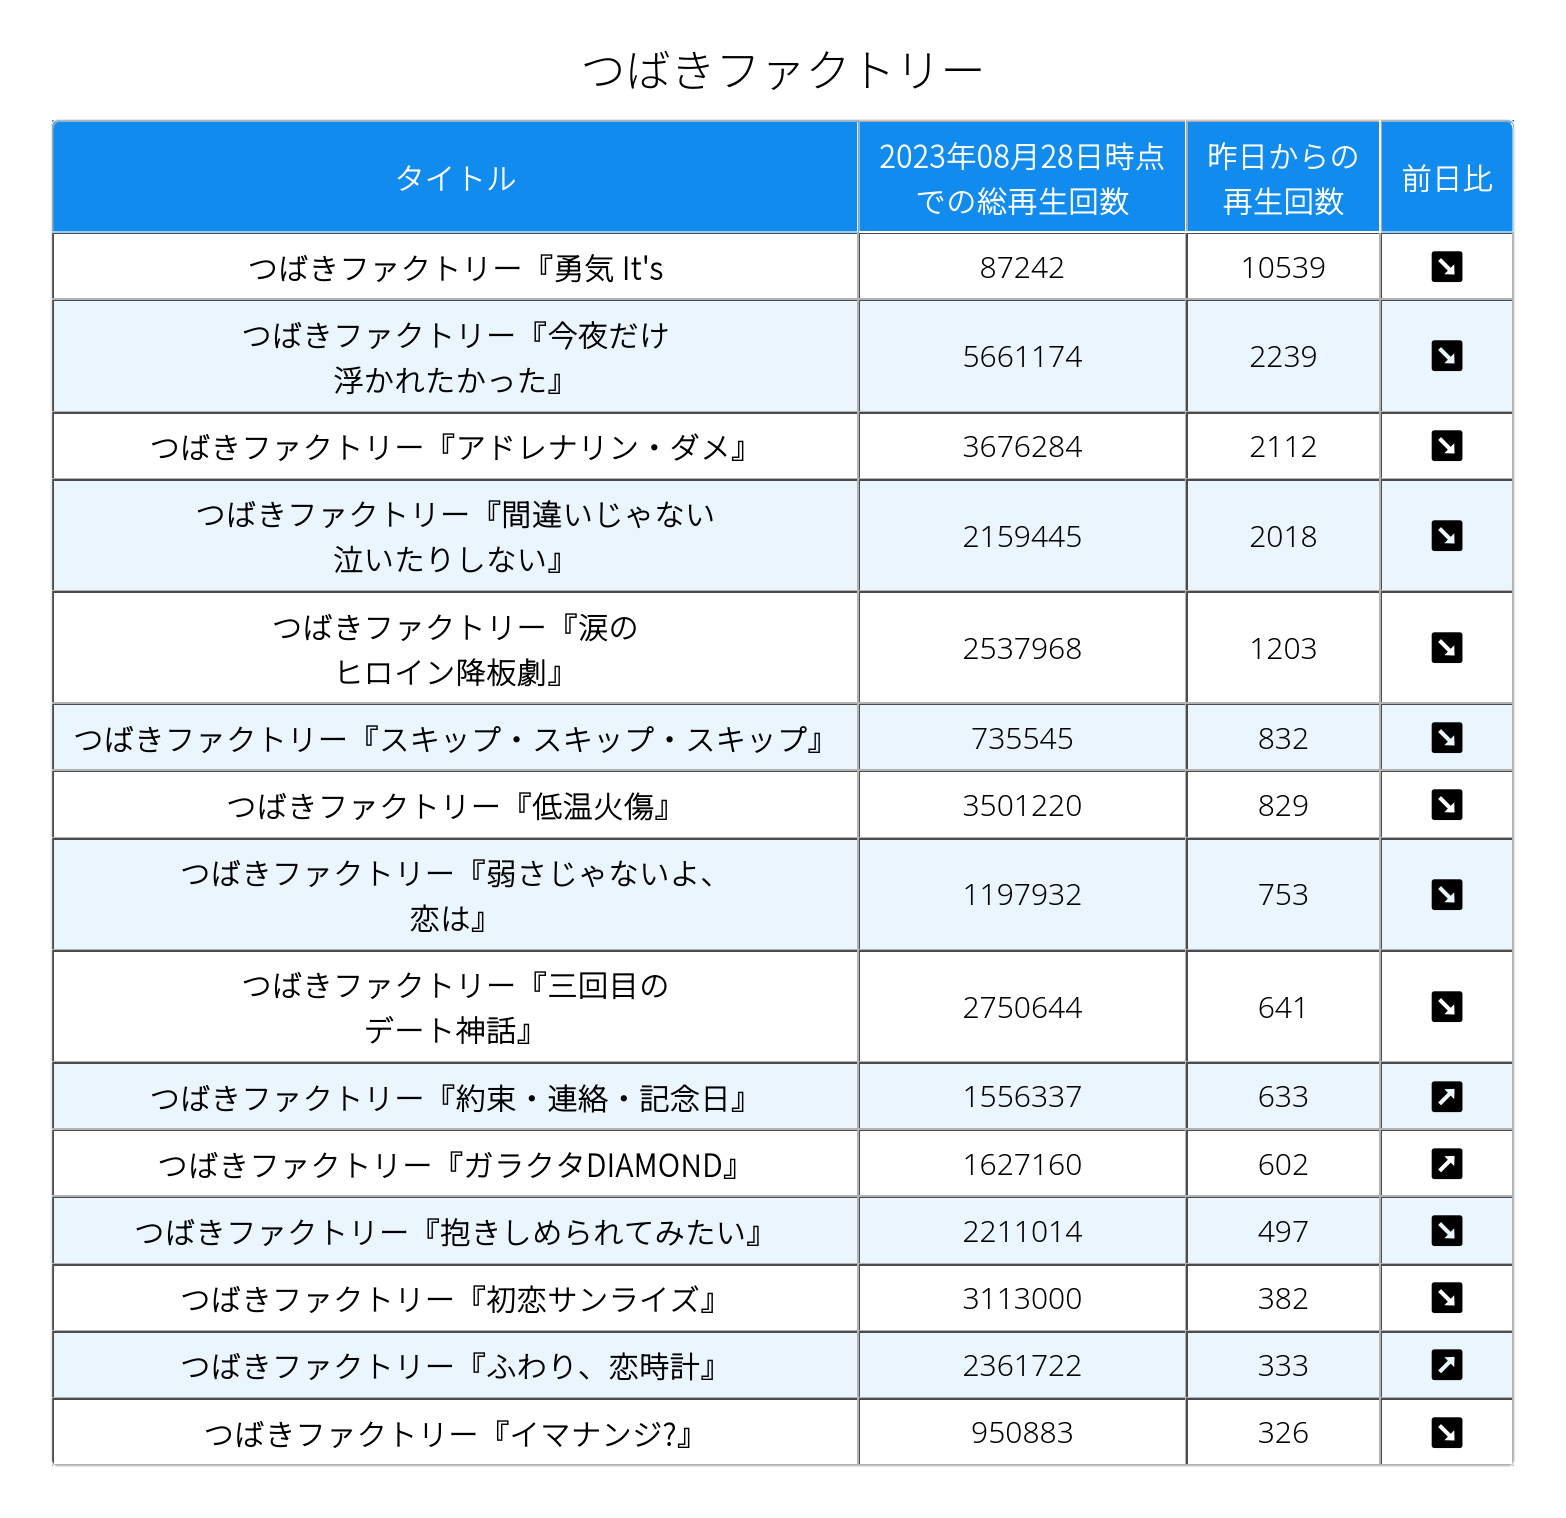 つばきファクトリー
タイトル
2023年08月28日時点
での総再生回数
昨日からの
再生回数
前日比
つばきファクトリー『勇気 It's
87242
10539
つばきファクトリー『今夜だけ
浮かれたかった』
5661174
2239
つばきファクトリー『アドレナリン・ダメ』
3676284
2112
つばきファクトリー『間違いじゃない
泣いたりしない』
2159445
2018
つばきファクトリー『涙の
ヒロイン降板劇』
2537968
1203
つばきファクトリー『スキップ・スキップ・スキップ』
735545
832
つばきファクトリー『低温火傷』
3501220
829
つばきファクトリー『弱さじゃないよ、
恋は』
1197932
753
つばきファクトリー『三回目の
デート神話』
2750644
641
つばきファクトリー『約束・連絡・記念日』
1556337
633
つばきファクトリー『ガラクタDIAMOND』
1627160
602
つばきファクトリー『抱きしめられてみたい』
2211014
497
つばきファクトリー『初恋サンライズ』
3113000
382
つばきファクトリー『ふわり、恋時計』
2361722
333
つばきファクトリー『イマナンジ?』
950883
326